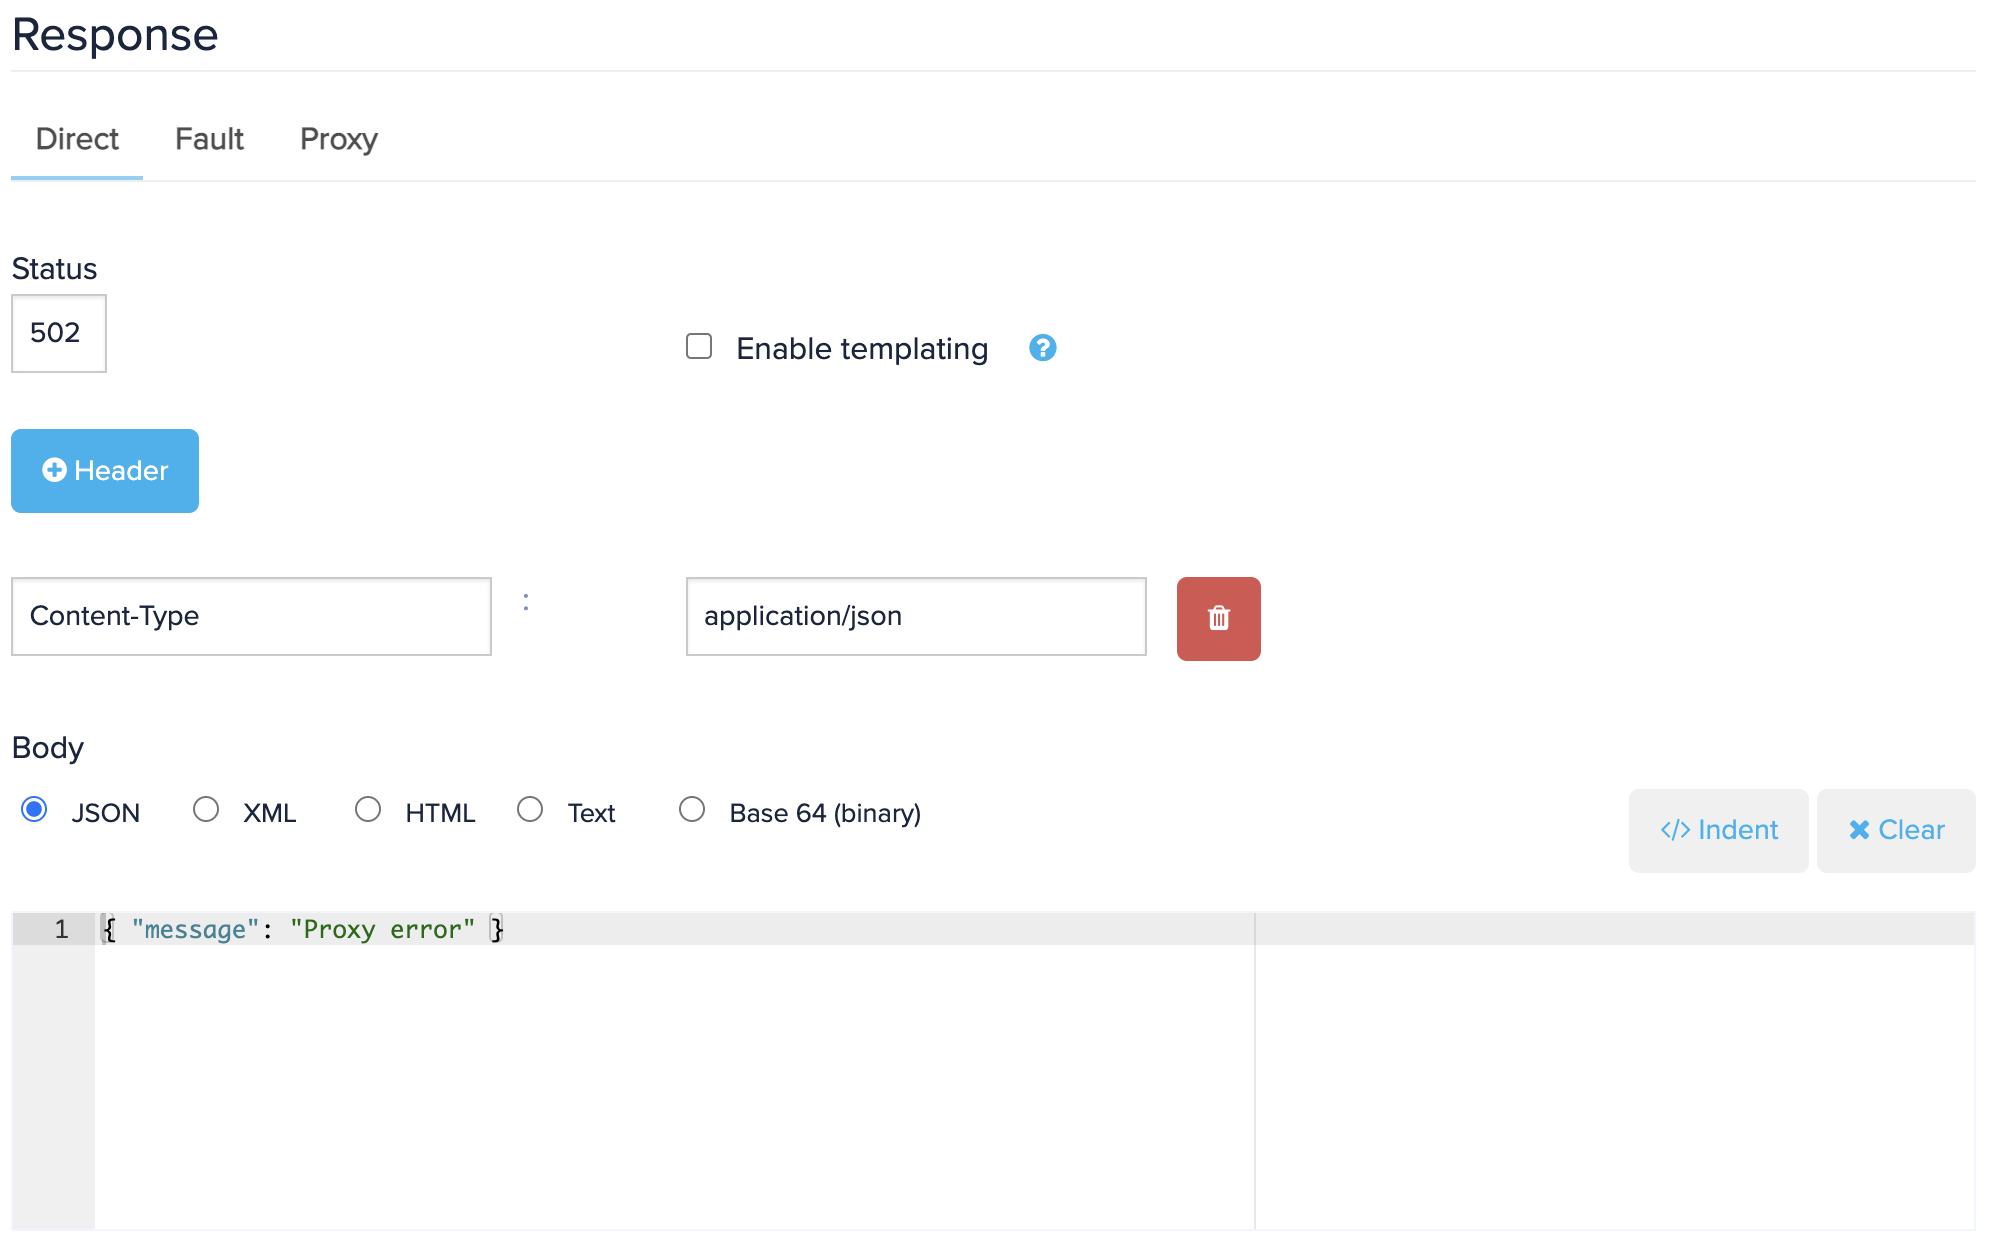 Response
Direct Fault Proxy
Status
502
Enable templating ?
Header
Content-Type : application/json
Body
JSON XML HTML Text Base 64 (binary)
</> Indent Clear
1 { "message": "Proxy error" }